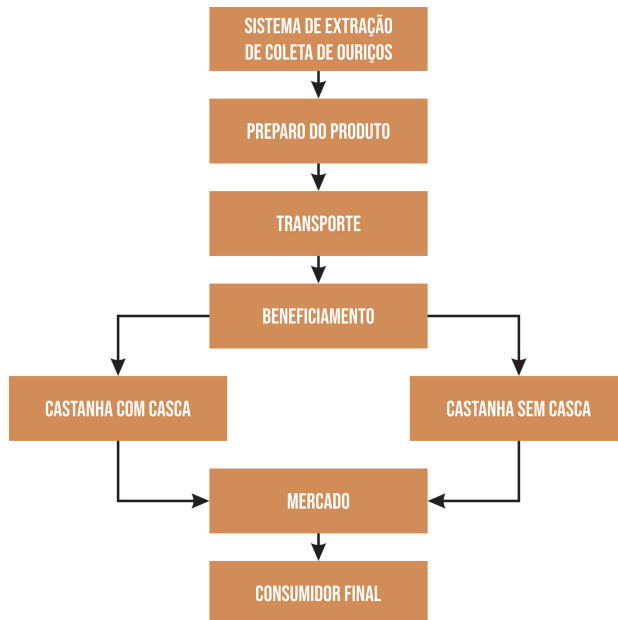 SISTEMA DE EXTRAÇÃO
DE COLETA DE OURIÇOS
PREPARO DO PRODUTO
TRANSPORTE
BENEFICIAMENTO
CASTANHA COM CASCA
CASTANHA SEM CASCA
MERCADO
CONSUMIDOR FINAL